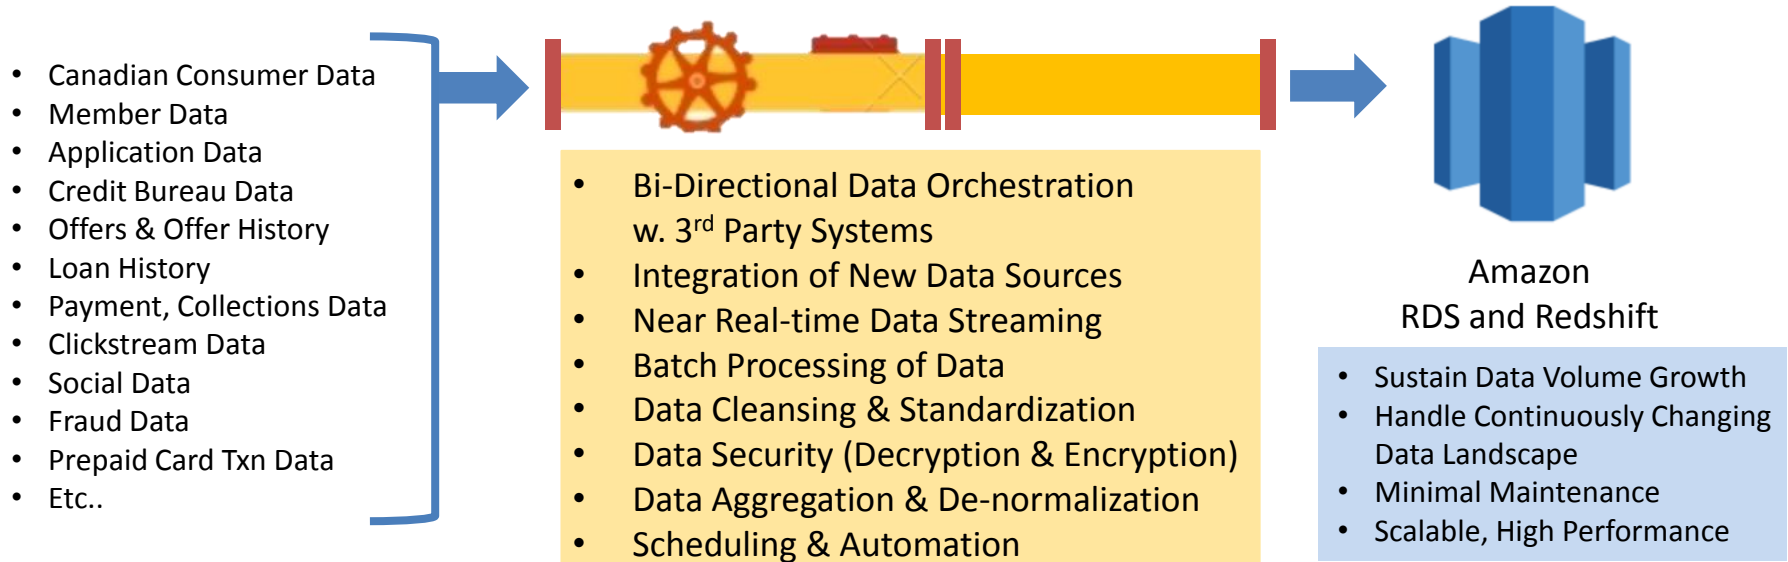 • Canadian Consumer Data
• Member Data
• Application Data
• Credit Bureau Data
• Offers & Offer History
• Loan History
• Payment, Collections Data
• Clickstream Data
• Social Data
• Fraud Data
• Prepaid Card Txn Data
• Etc..
• Bi-Directional Data Orchestration
w. 3rd Party Systems
• Integration of New Data Sources
• Near Real-time Data Streaming
• Batch Processing of Data
• Data Cleansing & Standardization
• Data Security (Decryption & Encryption)
• Data Aggregation & De-normalization
• Scheduling & Automation
Amazon
RDS and Redshift
• Sustain Data Volume Growth
• Handle Continuously Changing
Data Landscape
• Minimal Maintenance
• Scalable, High Performance